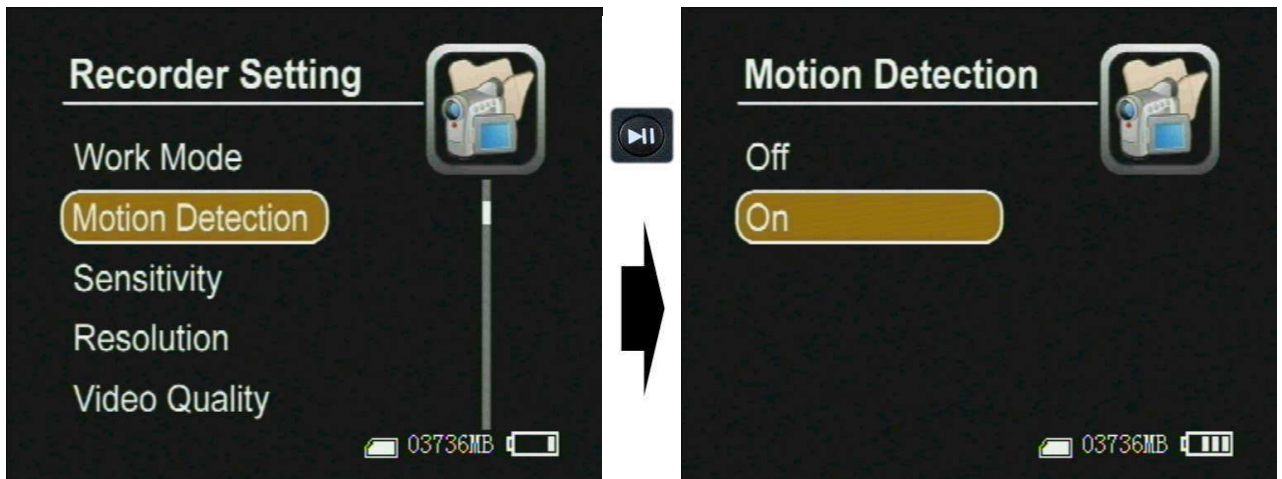 Recorder Setting
Work Mode
Motion Detection
Sensitivity
Resolution
Video Quality
03736MB
Motion Detection
Off
On
03736MB